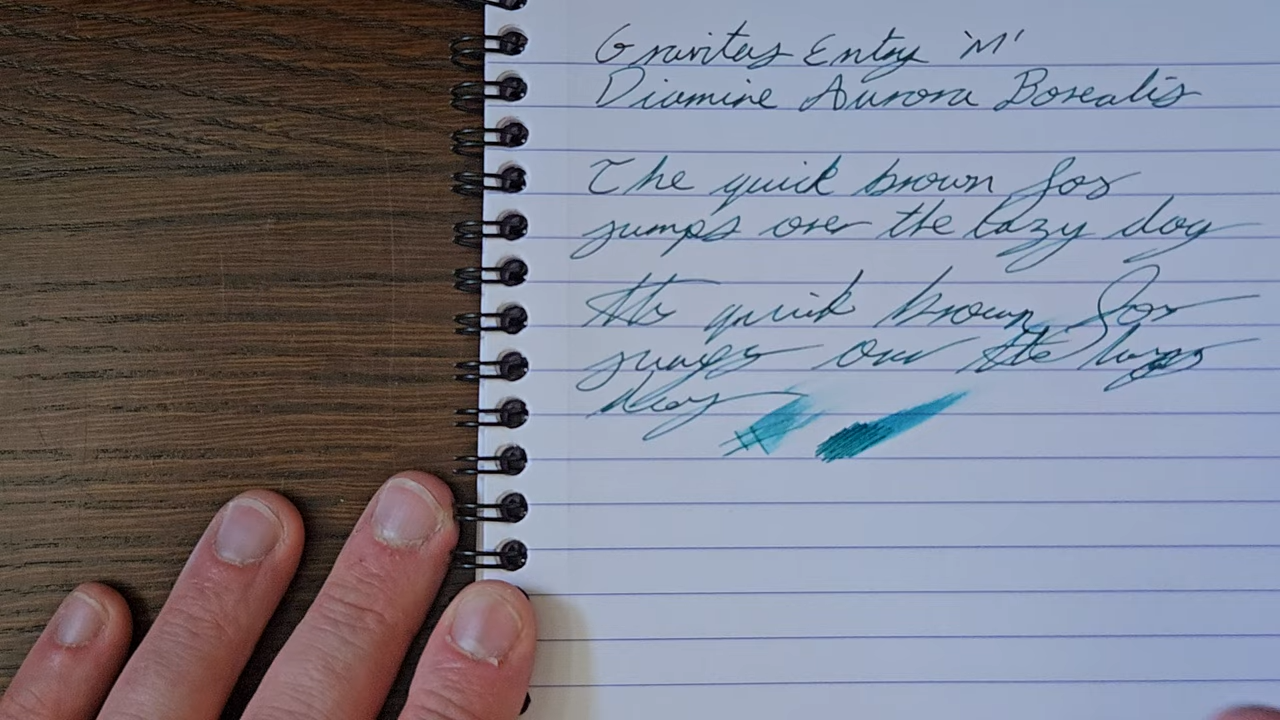 Gravitas Entry 'M'
Diamine Aurora Borealis
The quick brown fox
jumps over the lazy dog
The quick brown fox
jumps over the lazy
dog